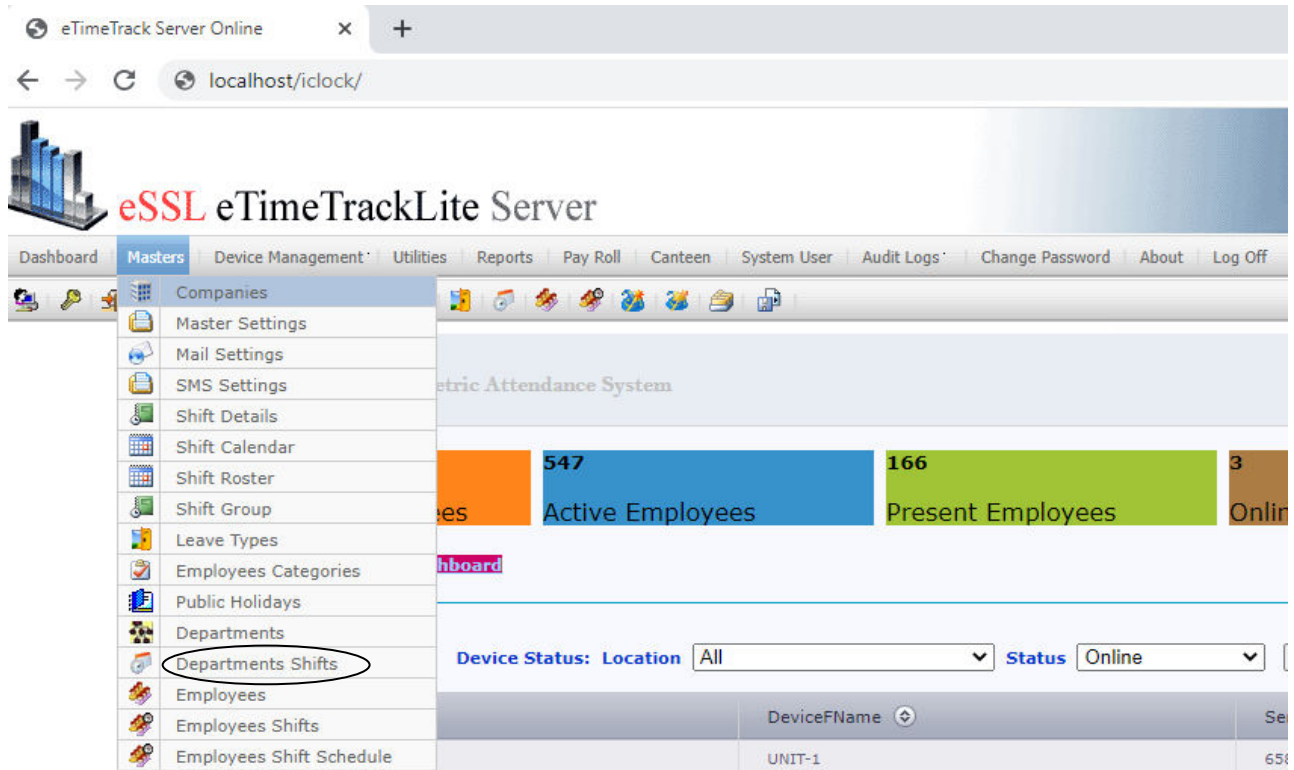 eTimeTrack Server Online
localhost/iclock/
eSSL eTimeTrackLite Server
Dashboard Masters Device Management Utilities Reports Pay Roll Canteen System User Audit Logs Change Password About Log Off
Companies
Master Settings
Mail Settings
SMS Settings
Shift Details
Shift Calendar
Shift Roster
Shift Group
Leave Types
Employees Categories
Public Holidays
Departments
Departments Shifts
Employees
Employees Shifts
Employees Shift Schedule
etric Attendance System
547 166 3
ees Active Employees Present Employees Onlin
hboard
Device Status: Location All Status Online
DeviceFName Se
UNIT-1 658